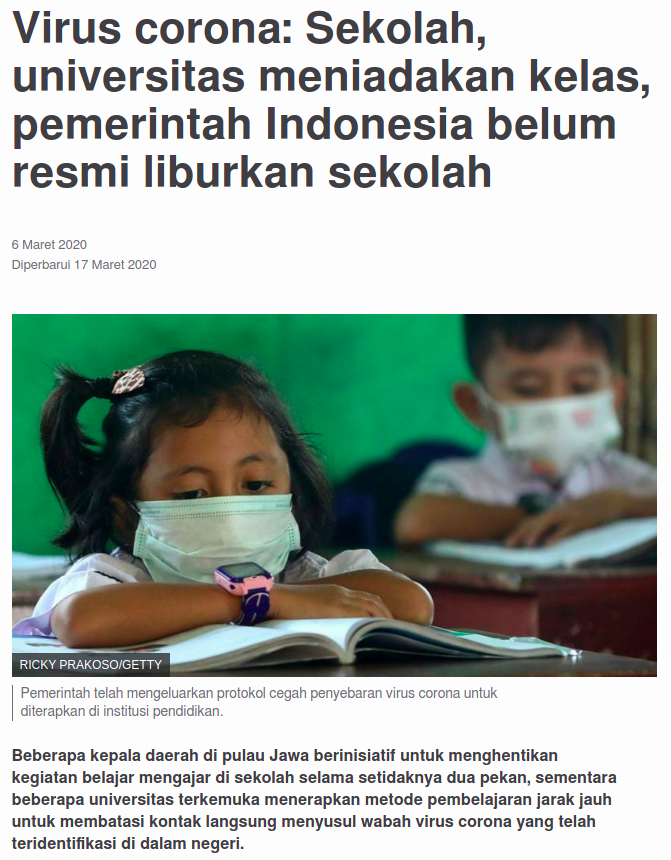 Virus corona: Sekolah,
universitas meniadakan kelas,
pemerintah Indonesia belum
resmi liburkan sekolah
6 Maret 2020
Diperbarui 17 Maret 2020
RICKY PRAKOSO/GETTY
Pemerintah telah mengeluarkan protokol cegah penyebaran virus corona untuk
diterapkan di institusi pendidikan.
Beberapa kepala daerah di pulau Jawa berinisiatif untuk menghentikan
kegiatan belajar mengajar di sekolah selama setidaknya dua pekan, sementara
beberapa universitas terkemuka menerapkan metode pembelajaran jarak jauh
untuk membatasi kontak langsung menyusul wabah virus corona yang telah
teridentifikasi di dalam negeri.